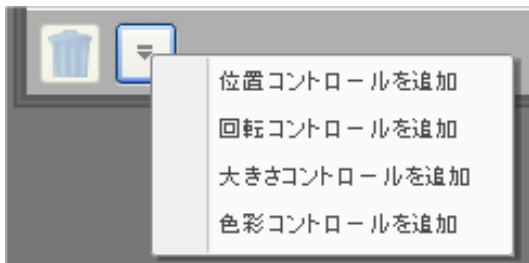 位置コントロールを追加
回転コントロールを追加
大きさコントロールを追加
色彩コントロールを追加